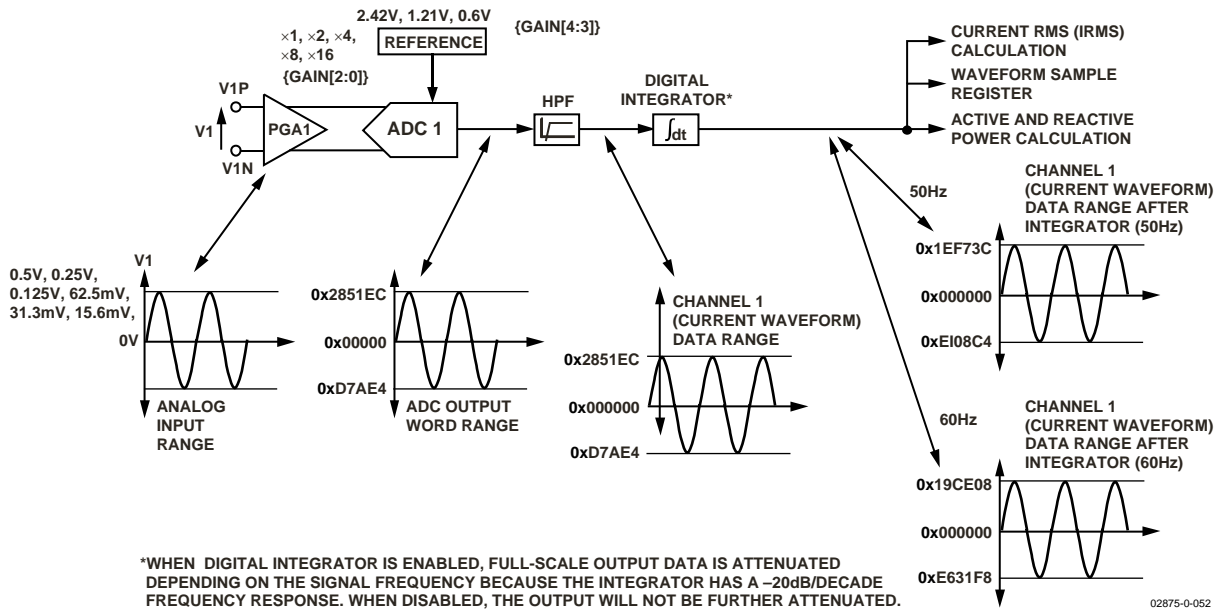 2.42V, 1.21V, 0.6V
{GAIN[4:3]}
×1, ×2, ×4,
×8, ×16
{GAIN[2:0]}
REFERENCE
CURRENT RMS (IRMS)
CALCULATION
WAVEFORM SAMPLE
REGISTER
ACTIVE AND REACTIVE
POWER CALCULATION
V1P
V1
V1N
PGA1
ADC 1
HPF
DIGITAL
INTEGRATOR*
∫dt
50Hz
CHANNEL 1
(CURRENT WAVEFORM)
DATA RANGE AFTER
INTEGRATOR (50Hz)
0x1EF73C
0x000000
0xEI08C4
V1
0.5V, 0.25V,
0.125V, 62.5mV,
31.3mV, 15.6mV,
0V
ANALOG
INPUT
RANGE
0x2851EC
0x00000
0xD7AE4
ADC OUTPUT
WORD RANGE
CHANNEL 1
(CURRENT WAVEFORM)
DATA RANGE
0x2851EC
0x000000
0xD7AE4
60Hz
CHANNEL 1
(CURRENT WAVEFORM)
DATA RANGE AFTER
INTEGRATOR (60Hz)
0x19CE08
0x000000
0xE631F8
*WHEN DIGITAL INTEGRATOR IS ENABLED, FULL-SCALE OUTPUT DATA IS ATTENUATED
DEPENDING ON THE SIGNAL FREQUENCY BECAUSE THE INTEGRATOR HAS A –20dB/DECADE
FREQUENCY RESPONSE. WHEN DISABLED, THE OUTPUT WILL NOT BE FURTHER ATTENUATED.
02875-0-052